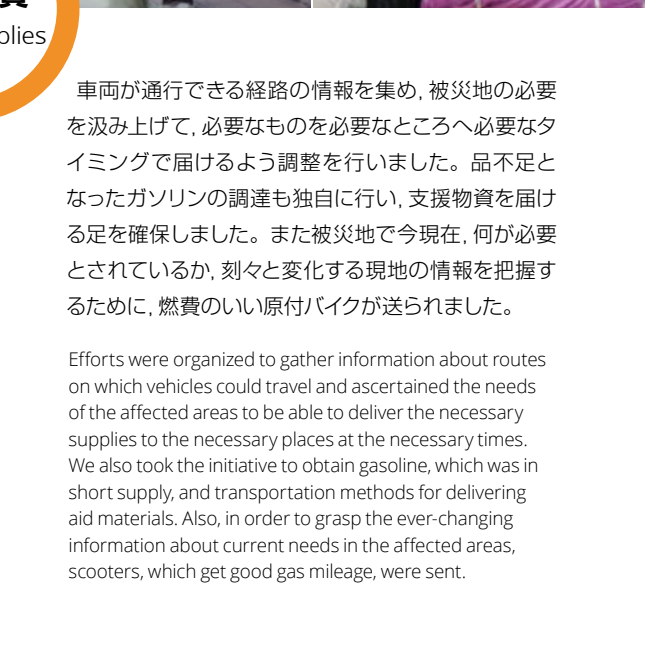 資
plies
車両が通行できる経路の情報を集め, 被災地の必要
を汲み上げて, 必要なものを必要なところへ必要なタ
イミングで届けるよう調整を行いました。品不足と
なったガソリンの調達も独自に行い, 支援物資を届け
る足を確保しました。また被災地で今現在, 何が必要
とされているか, 刻々と変化する現地の情報を把握す
るために, 燃費のいい原付バイクが送られました。
Efforts were organized to gather information about routes
on which vehicles could travel and ascertained the needs
of the affected areas to be able to deliver the necessary
supplies to the necessary places at the necessary times.
We also took the initiative to obtain gasoline, which was in
short supply, and transportation methods for delivering
aid materials. Also, in order to grasp the ever-changing
information about current needs in the affected areas,
scooters, which get good gas mileage, were sent.